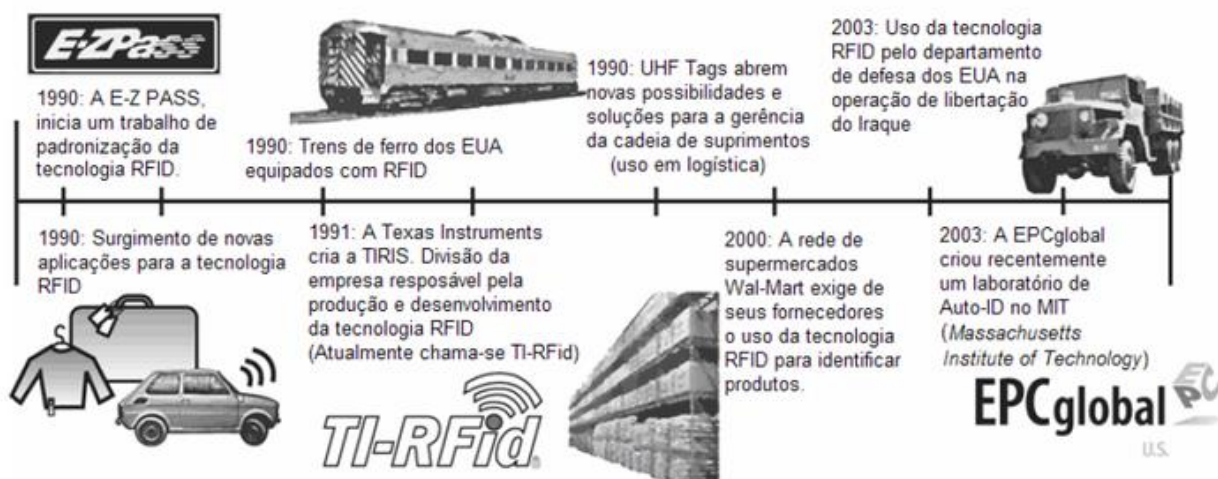 E-ZPass
1990: A E-Z PASS,
inicia um trabalho de
padronização da
tecnologia RFID.
1990: Trens de ferro dos EUA
equipados com RFID
1990: UHF Tags abrem
novas possibilidades e
soluções para a gerência
da cadeia de suprimentos
(uso em logística)
2003: Uso da tecnologia
RFID pelo departamento
de defesa dos EUA na
operação de libertação
do Iraque
1990: Surgimento de novas
aplicações para a tecnologia
RFID
1991: A Texas Instruments
cria a TIRIS. Divisão da
empresa resposável pela
produção e desenvolvimento
da tecnologia RFID
(Atualmente chama-se TI-RFid)
TI-RFid
2000: A rede de
supermercados
Wal-Mart exige de
seus fornecedores
o uso da tecnologia
RFID para identificar
produtos.
2003: A EPCglobal
criou recentemente
um laboratório de
Auto-ID no MIT
(Massachusetts
Institute of Technology)
EPCglobal
EPC
U.S.